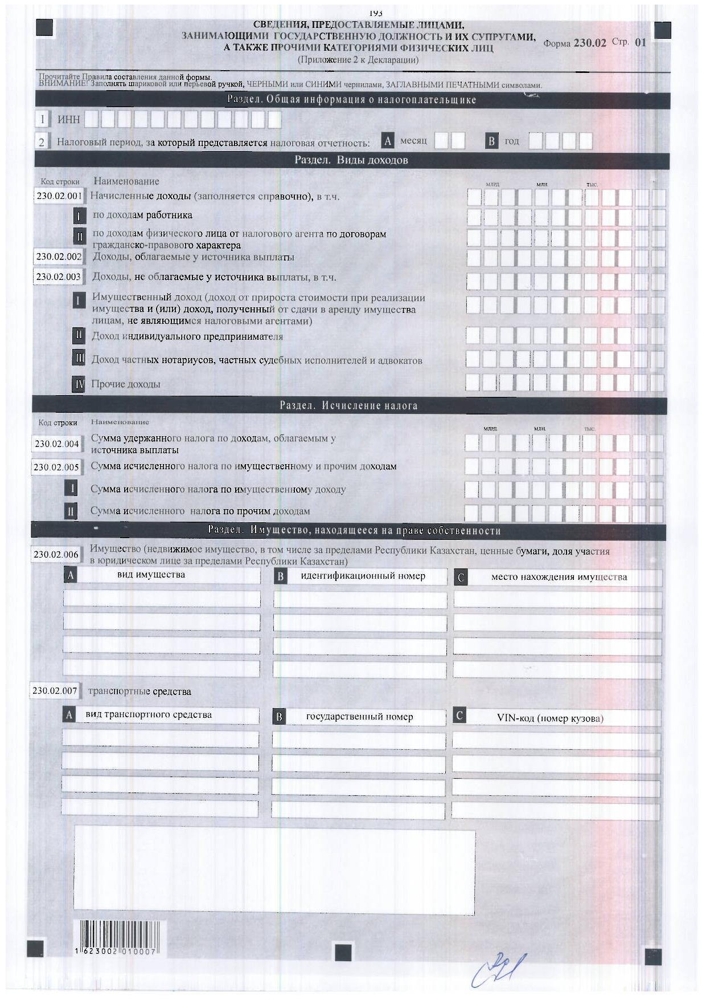 193
СВЕДЕНИЯ, ПРЕДОСТАВЛЯЕМЫЕ ЛИЦАМИ,
ЗАНИМАЮЩИМИ ГОСУДАРСТВЕННУЮ ДОЛЖНОСТЬ И ИХ СУПРУГАМИ,
А ТАКЖЕ ПРОЧИМИ КАТЕГОРИЯМИ ФИЗИЧЕСКИХ ЛИЦ
(Приложение 2 к Декларации)
Форма 230.02 Стр. 01
Прочитайте Правила составления данной формы.
ВНИМАНИЕ! Заполнять шариковой или перьевой ручкой, ЧЕРНЫМИ или СИНИМИ чернилами, ЗАГЛАВНЫМИ ПЕЧАТНЫМИ символами.
Раздел. Общая информация о налогоплательщике
1 ИНН
2 Налоговый период, за который представляется налоговая отчетность: A месяц B год
Раздел. Виды доходов
Код строки Наименование МЛРД. МЛН. ТЫС.
230.02.001 Начисленные доходы (заполняется справочно), в т.ч.
I по доходам работника
II по доходам физического лица от налогового агента по договорам
гражданско-правового характера
230.02.002 Доходы, облагаемые у источника выплаты
230.02.003 Доходы, не облагаемые у источника выплаты, в т.ч.
I Имущественный доход (доход от прироста стоимости при реализации
имущества и (или) доход, полученный от сдачи в аренду имущества
лицам, не являющимся налоговыми агентами)
II Доход индивидуального предпринимателя
III Доход частных нотариусов, частных судебных исполнителей и адвокатов
IV Прочие доходы
Раздел. Исчисление налога
Код строки Наименование МЛРД. МЛН. ТЫС.
230.02.004 Сумма удержанного налога по доходам, облагаемым у
источника выплаты
230.02.005 Сумма исчисленного налога по имущественному и прочим доходам
I Сумма исчисленного налога по имущественному доходу
II Сумма исчисленного налога по прочим доходам
Раздел. Имущество, находящееся на праве собственности
230.02.006 Имущество (недвижимое имущество, в том числе за пределами Республики Казахстан, ценные бумаги, доля участия
в юридическом лице за пределами Республики Казахстан)
A вид имущества B идентификационный номер C место нахождения имущества
230.02.007 транспортные средства
A вид транспортного средства B государственный номер C VIN-код (номер кузова)
1 623002 010007